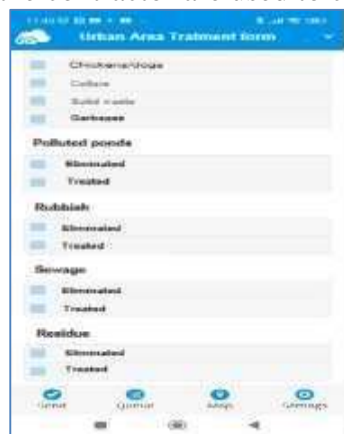 Urban Area Tratment form
Chickens/dogs
Culture
Solid waste
Garbages
Polluted ponds
Eliminated
Treated
Rubbish
Eliminated
Treated
Sewage
Eliminated
Treated
Residue
Eliminated
Treated
Send
Queue
Map
Settings